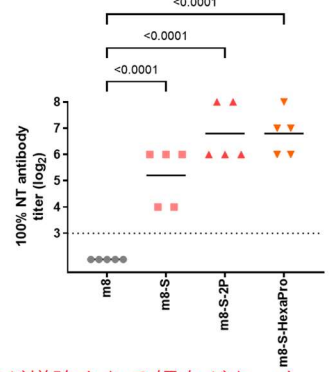 <0.0001
<0.0001
<0.0001
100% NT antibody
titer (log2)
8
7
6
5
4
3
m8
m8-S
m8-S-2P
m8-S-HexaPro